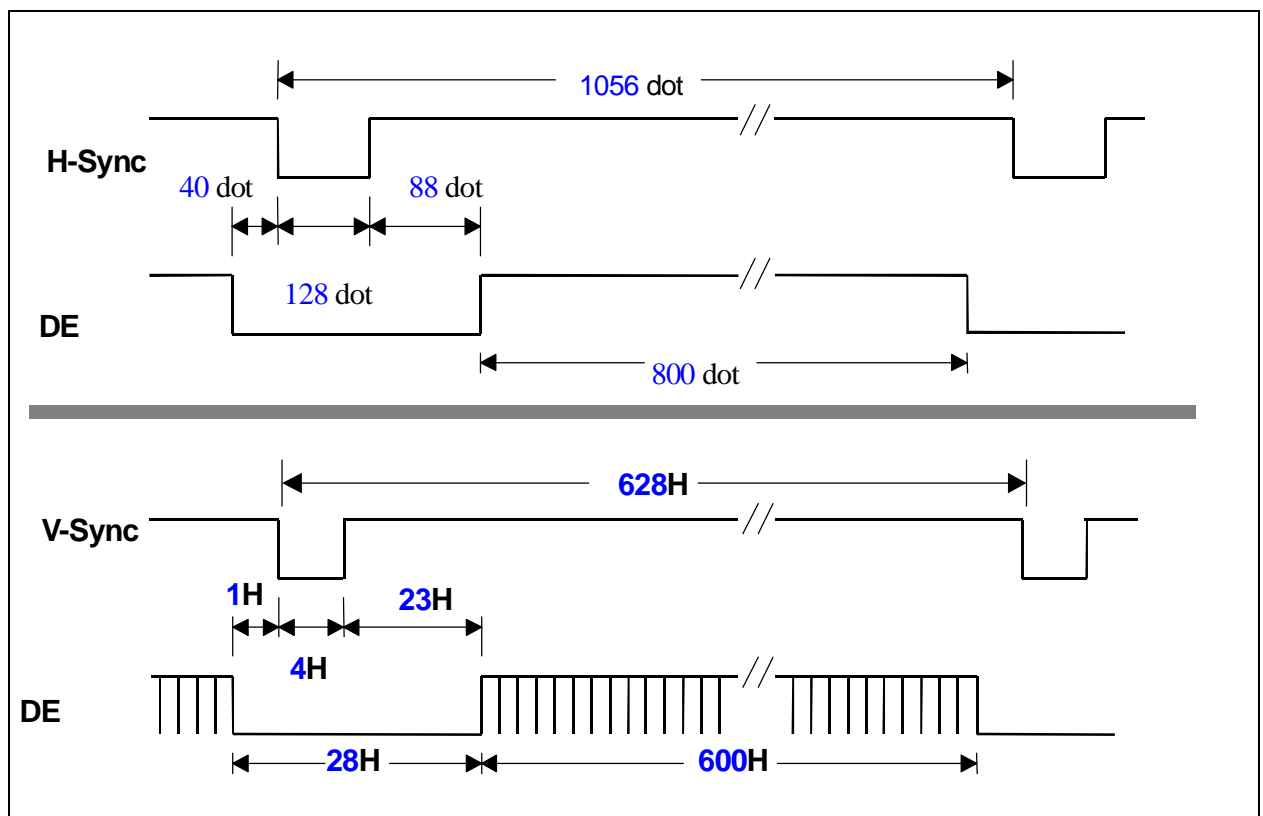 1056 dot
H-Sync
40 dot 88 dot
128 dot
DE
800 dot
628H
V-Sync
1H 23H
4H
DE
28H 600H